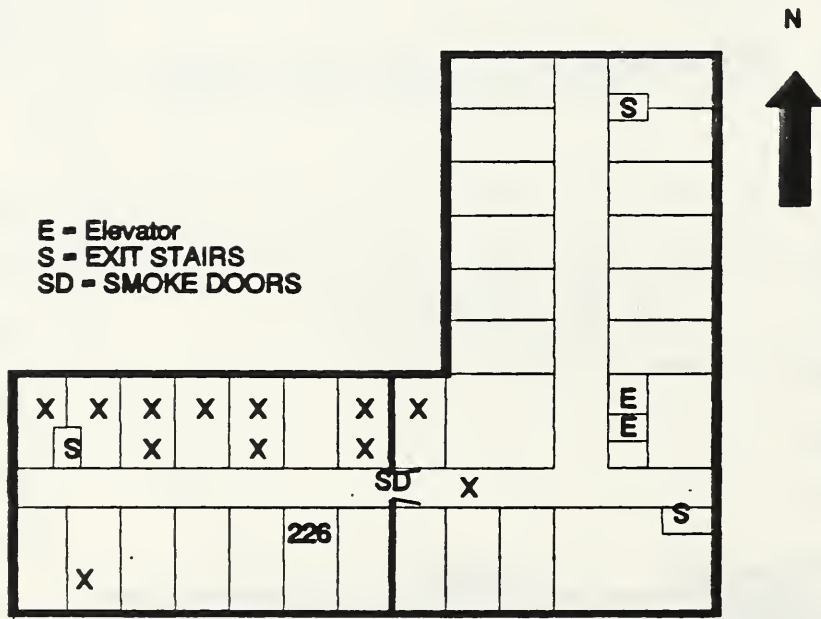 N
S
E = Elevator
S = EXIT STAIRS
SD = SMOKE DOORS
X X X X X X X
E
E
S X X X
SD X
S
226
X